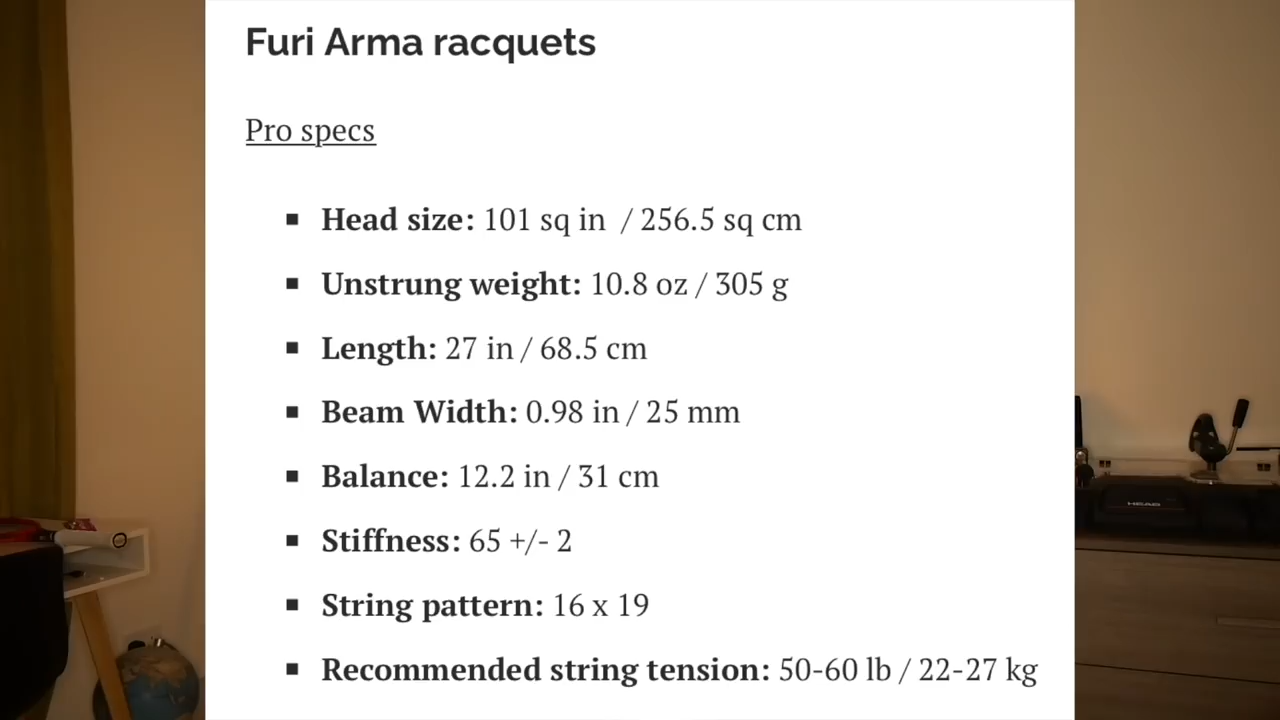 Furi Arma racquets
Pro specs
Head size: 101 sq in / 256.5 sq cm
Unstrung weight: 10.8 oz / 305 g
Length: 27 in / 68.5 cm
Beam Width: 0.98 in / 25 mm
Balance: 12.2 in / 31 cm
Stiffness: 65 +/- 2
String pattern: 16 x 19
Recommended string tension: 50-60 lb / 22-27 kg
HEAD